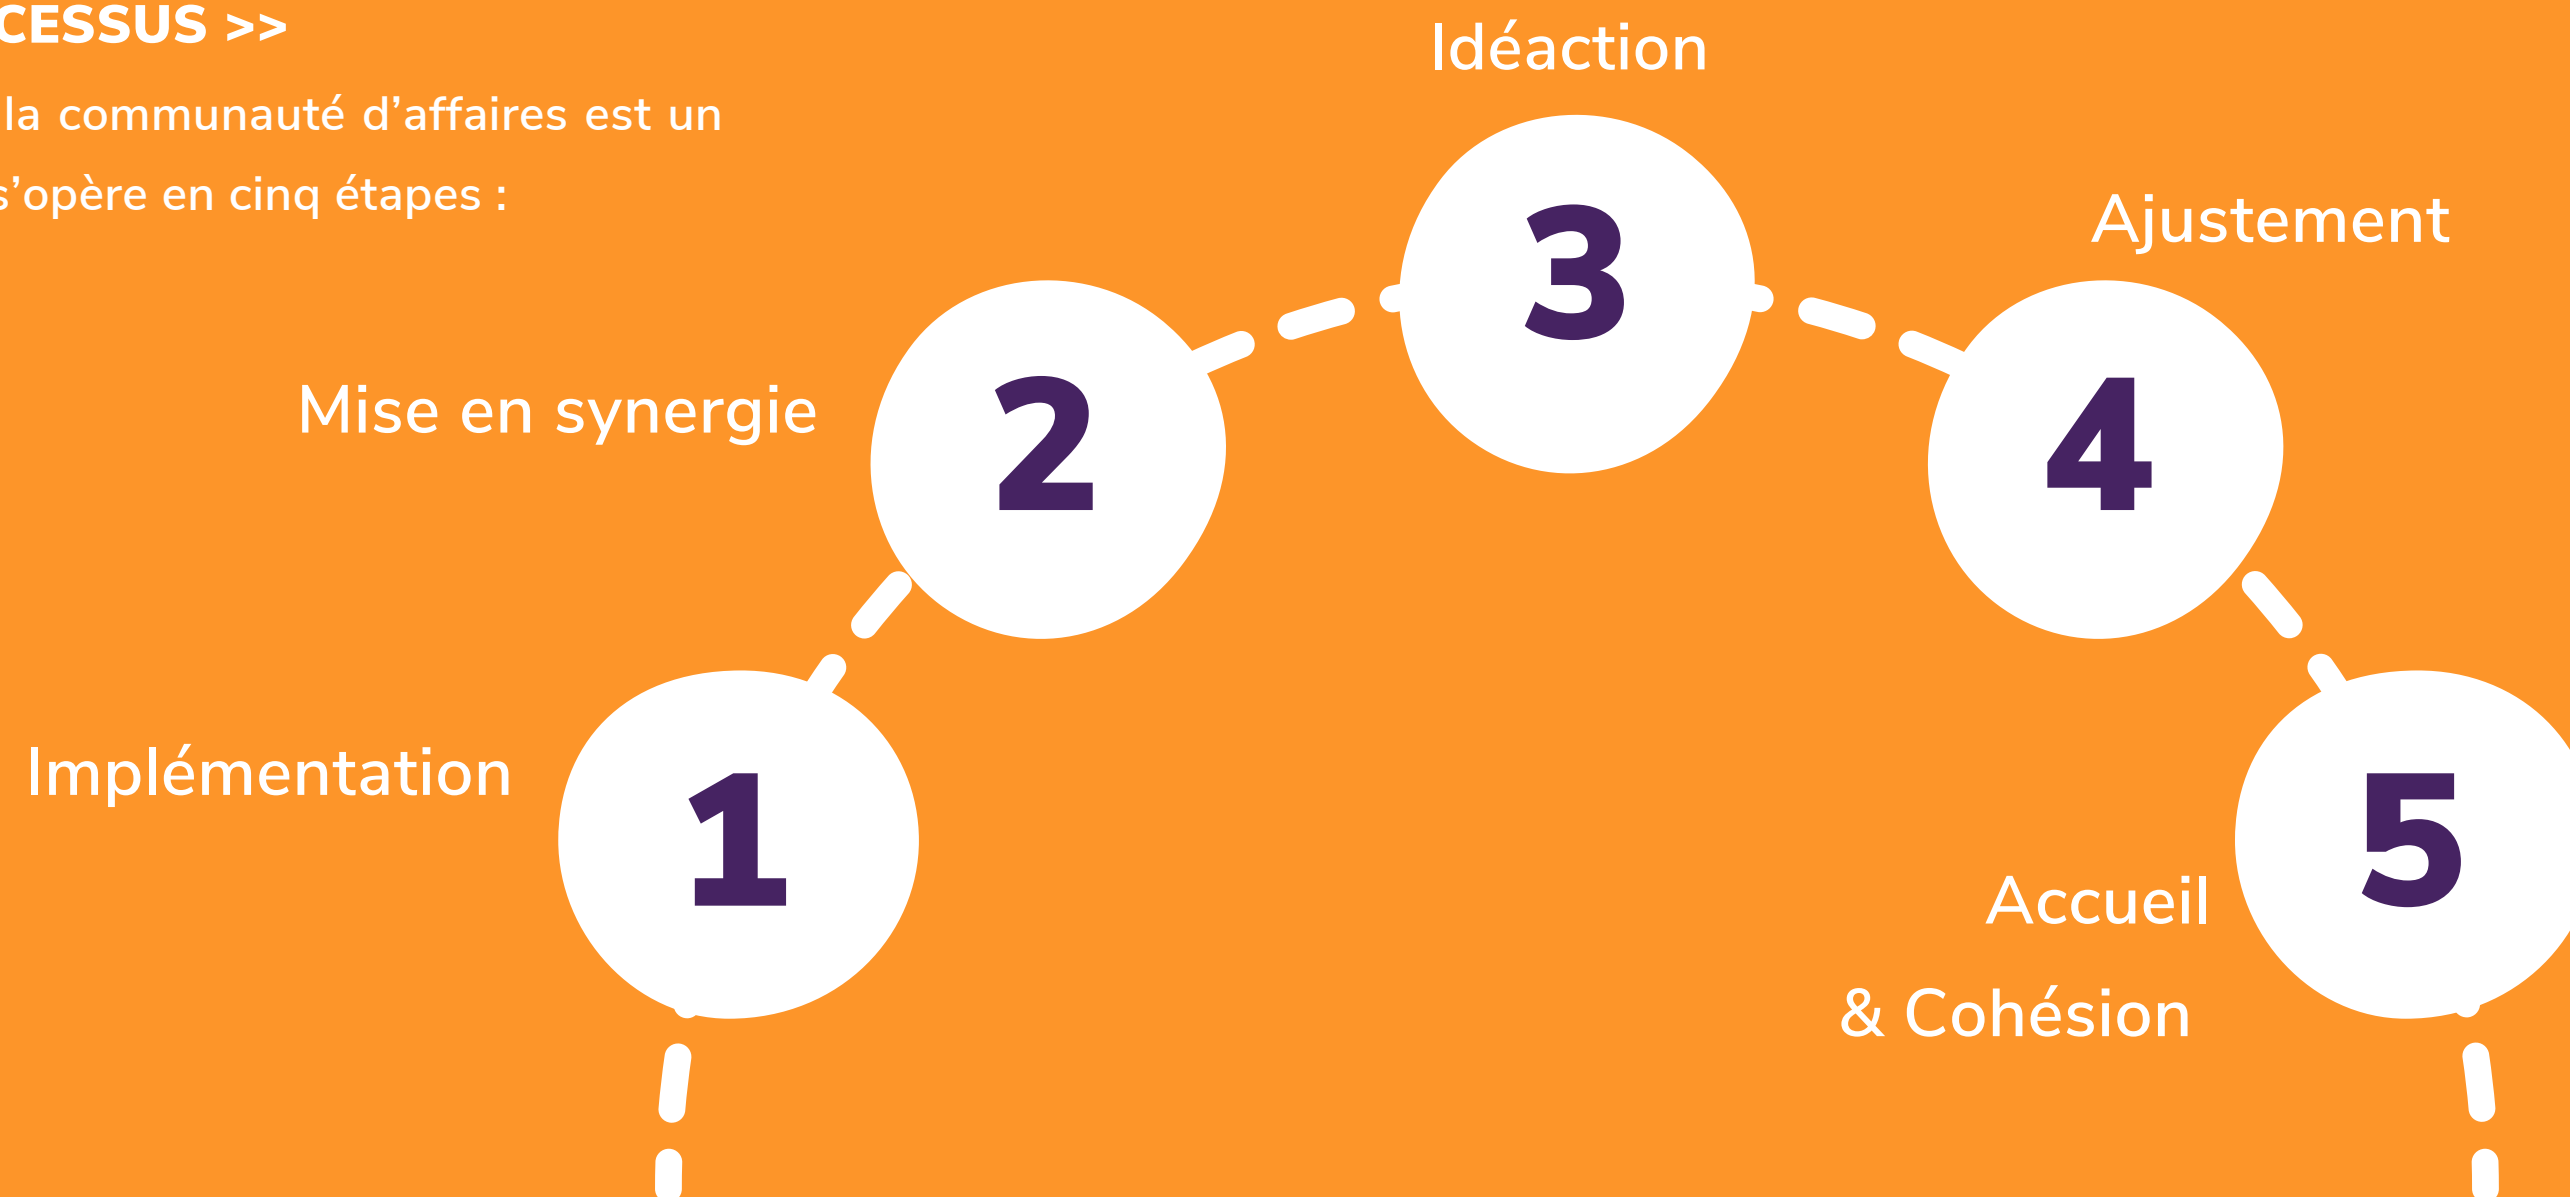 CESSUS >>
la communauté d'affaires est un
s'opère en cinq étapes :
Idéaction
3
Ajustement
4
Mise en synergie
2
Implémentation
1
5
Accueil
& Cohésion